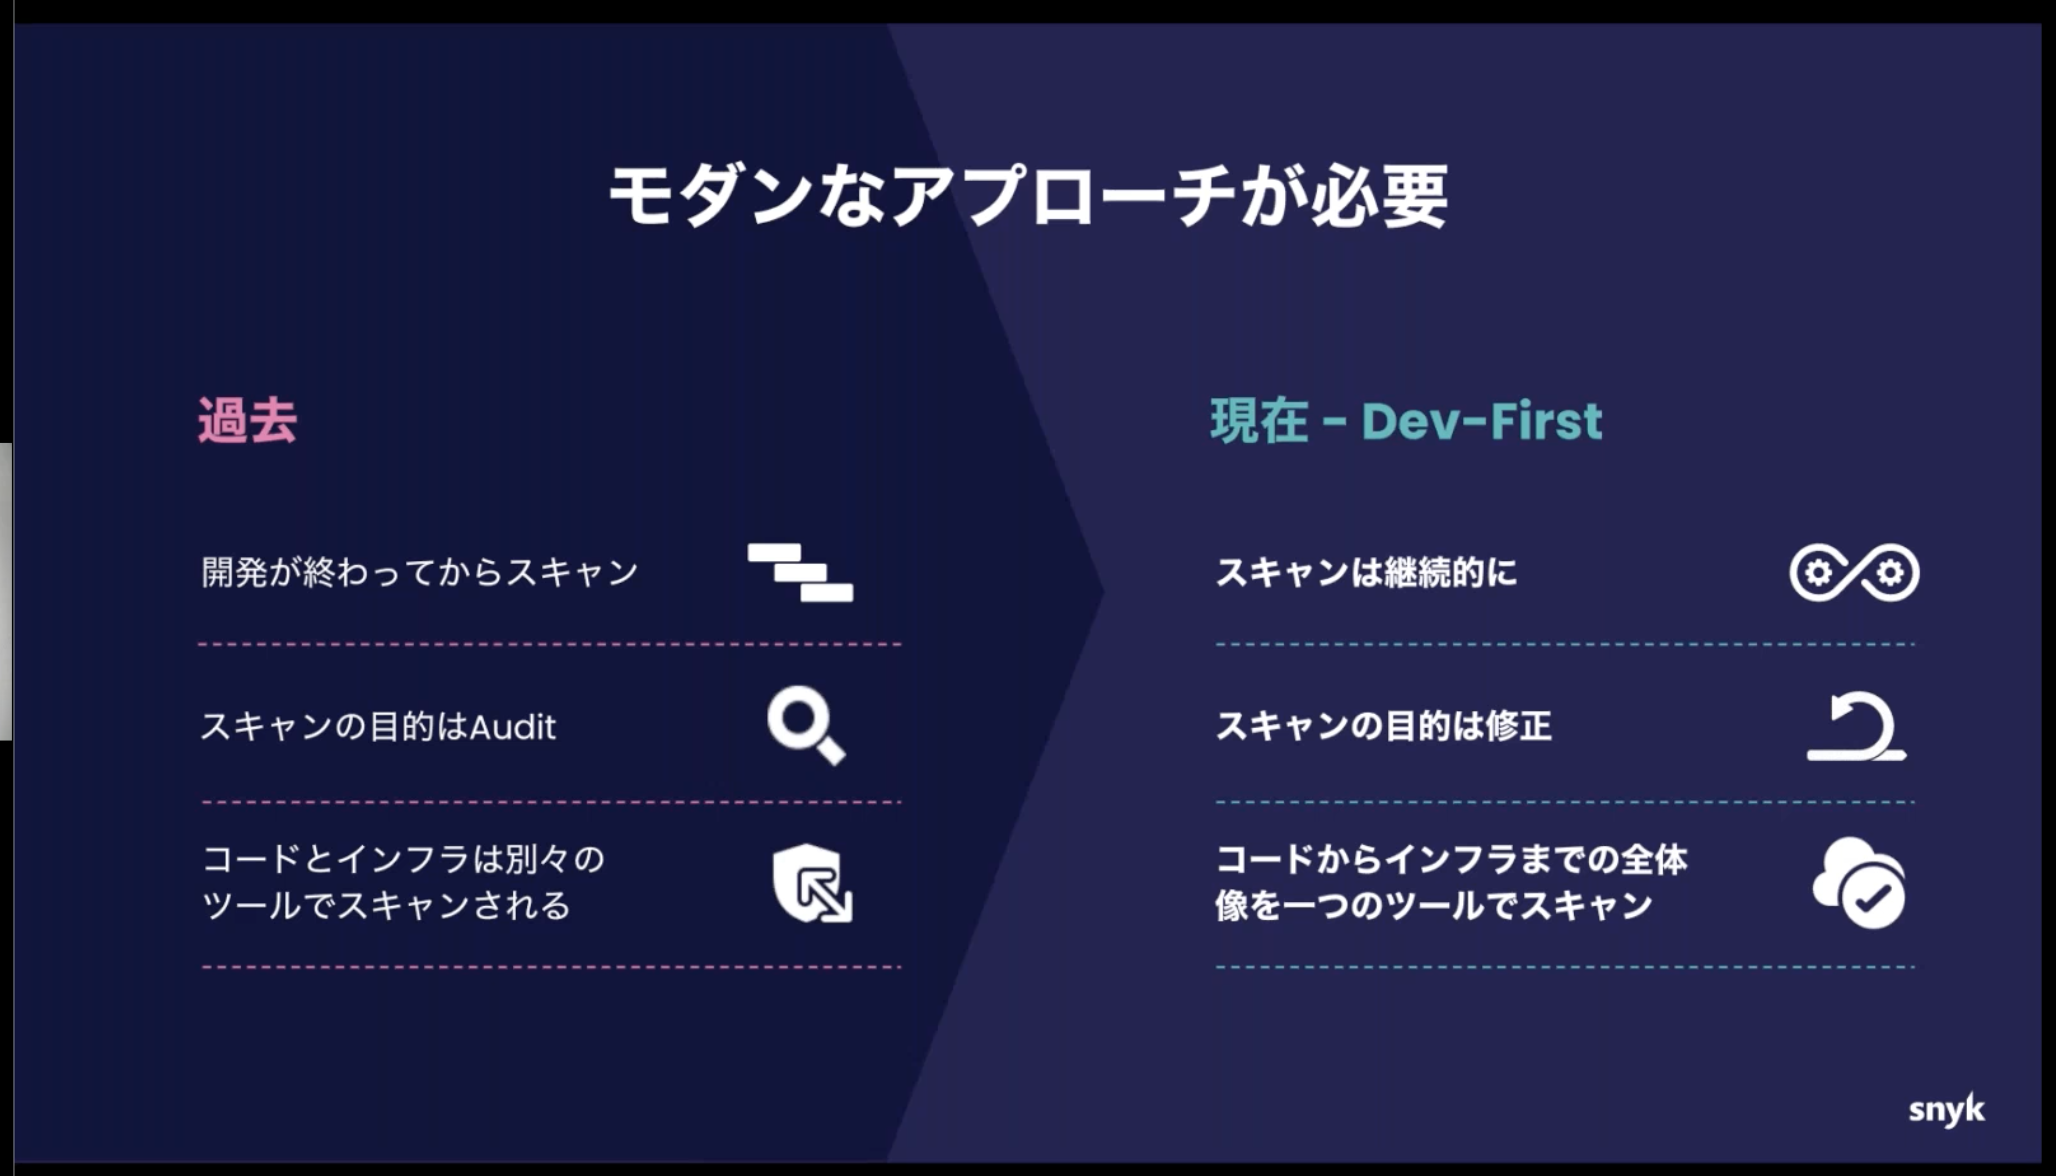 モダンなアプローチが必要
過去
開発が終わってからスキャン
スキャンの目的はAudit
コードとインフラは別々の
ツールでスキャンされる
現在 - Dev-First
スキャンは継続的に
スキャンの目的は修正
コードからインフラまでの全体
像を一つのツールでスキャン
snyk